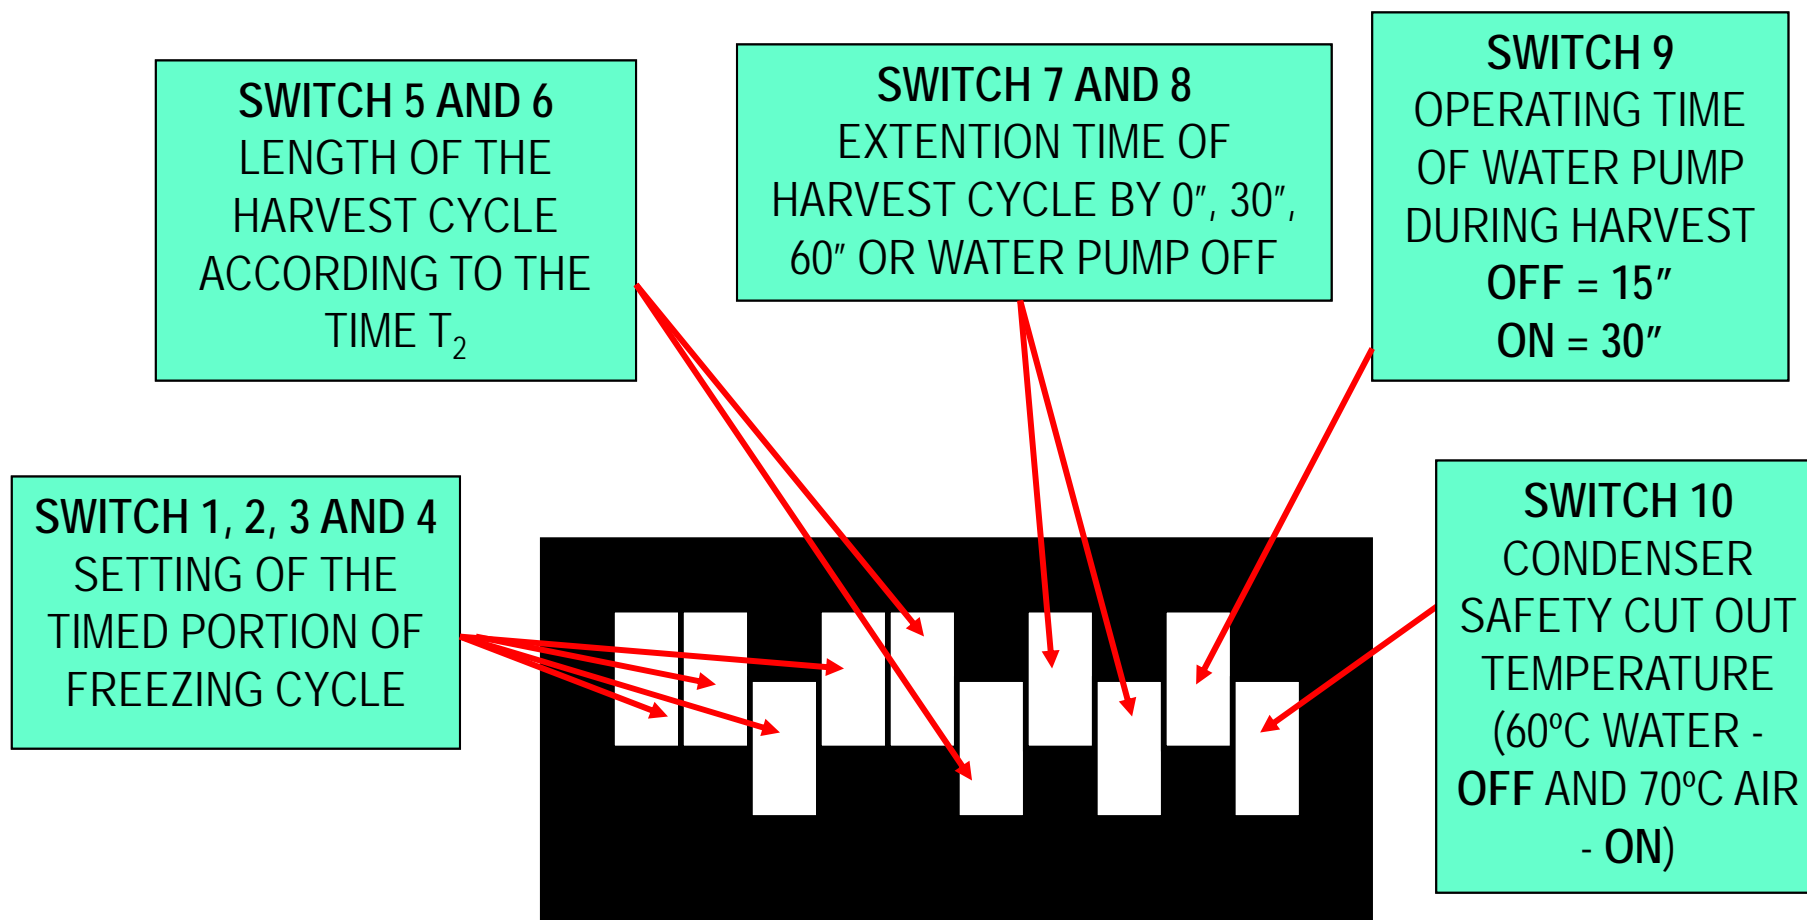 SWITCH 5 AND 6
LENGTH OF THE
HARVEST CYCLE
ACCORDING TO THE
TIME T₂
SWITCH 7 AND 8
EXTENTION TIME OF
HARVEST CYCLE BY 0″, 30″,
60″ OR WATER PUMP OFF
SWITCH 9
OPERATING TIME
OF WATER PUMP
DURING HARVEST
OFF = 15″
ON = 30″
SWITCH 1, 2, 3 AND 4
SETTING OF THE
TIMED PORTION OF
FREEZING CYCLE
SWITCH 10
CONDENSER
SAFETY CUT OUT
TEMPERATURE
(60ºC WATER -
OFF AND 70ºC AIR
- ON)